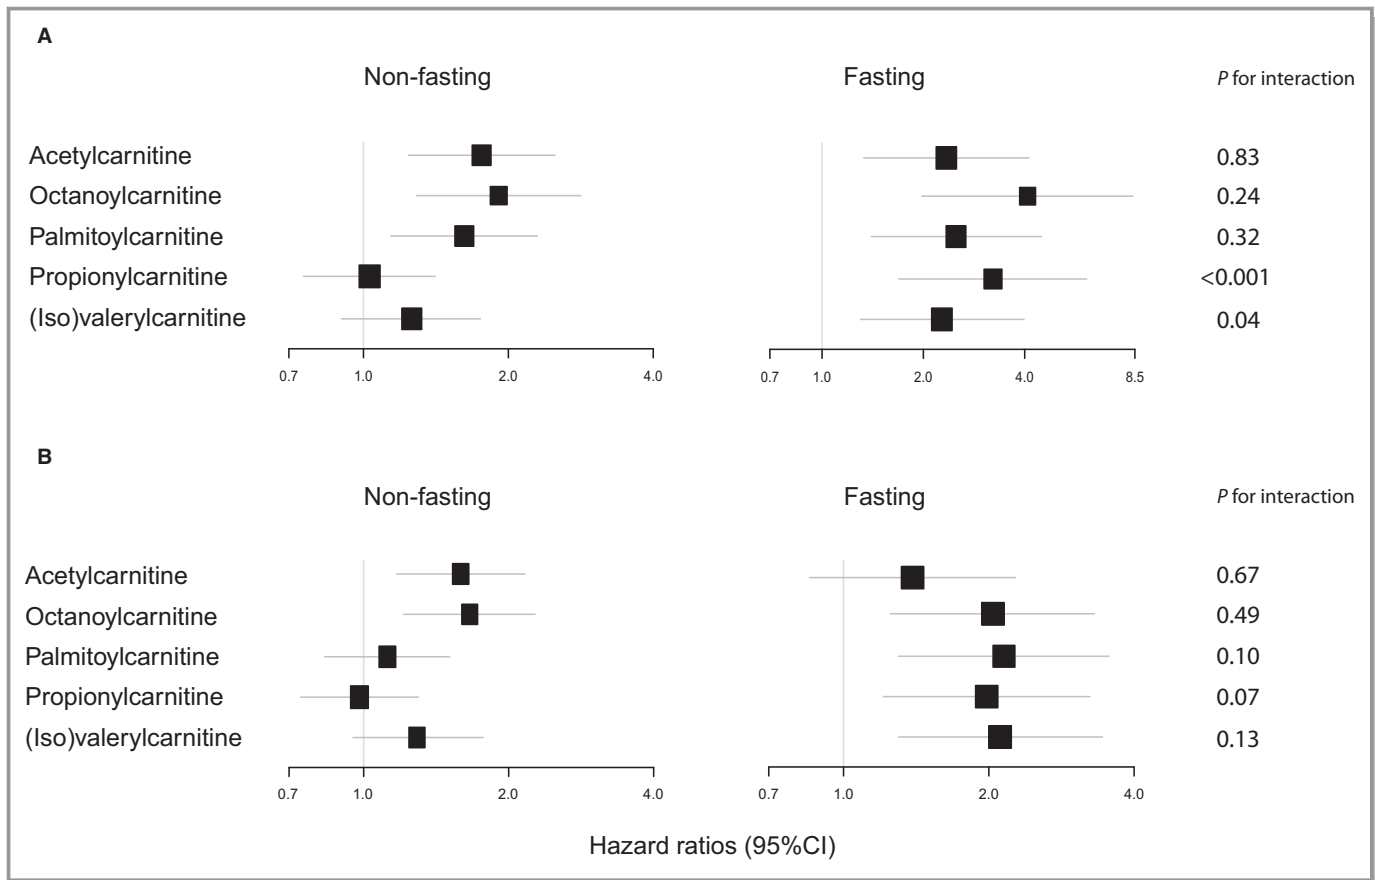 A
Non-fasting Fasting P for interaction
Acetylcarnitine 0.83
Octanoylcarnitine 0.24
Palmitoylcarnitine 0.32
Propionylcarnitine <0.001
(Iso)valerylcarnitine 0.04
0.7 1.0 2.0 4.0 0.7 1.0 2.0 4.0 8.5
B
Non-fasting Fasting P for interaction
Acetylcarnitine 0.67
Octanoylcarnitine 0.49
Palmitoylcarnitine 0.10
Propionylcarnitine 0.07
(Iso)valerylcarnitine 0.13
0.7 1.0 2.0 4.0 0.7 1.0 2.0 4.0
Hazard ratios (95%CI)